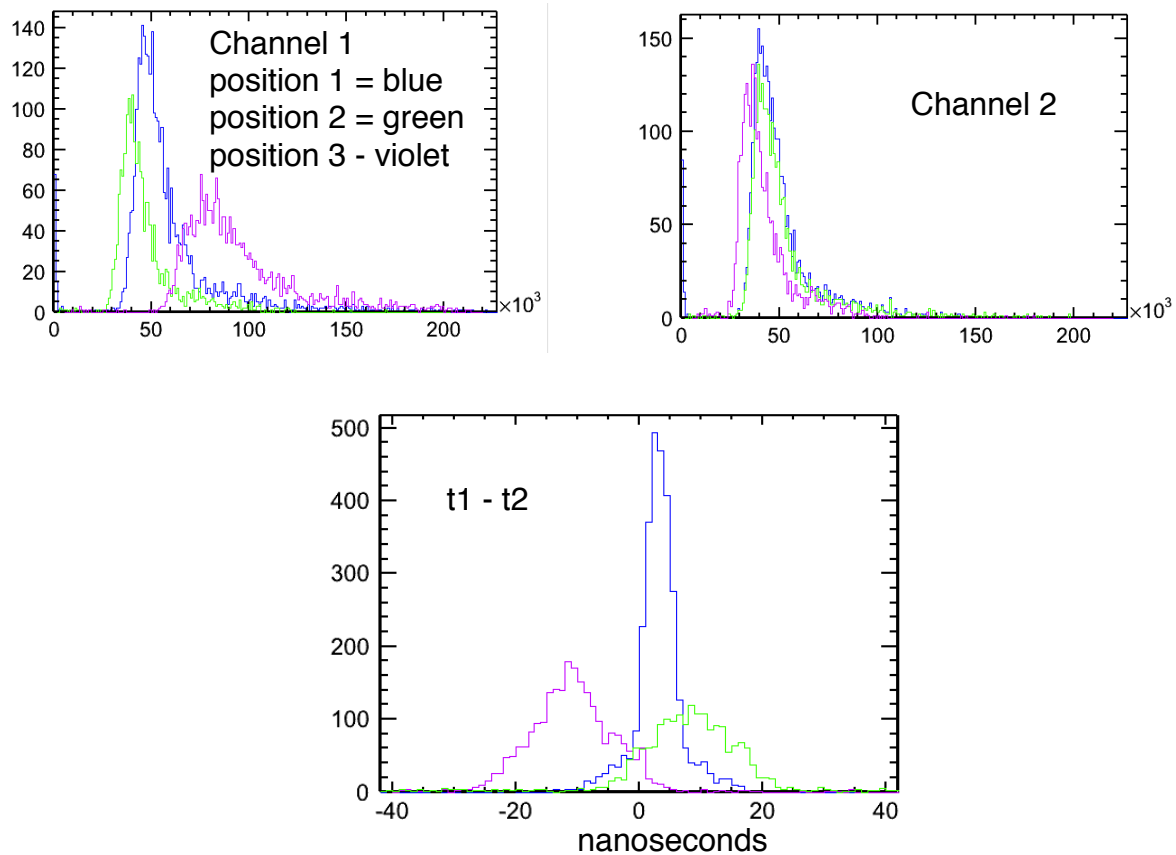 140
120
100
80
60
40
20
0
Channel 1
position 1 = blue
position 2 = green
position 3 - violet
0 50 100 150 200 ×10³
150
100
50
0
Channel 2
0 50 100 150 200 ×10³
500
400
300
200
100
0
t1 - t2
-40 -20 0 20 40
nanoseconds